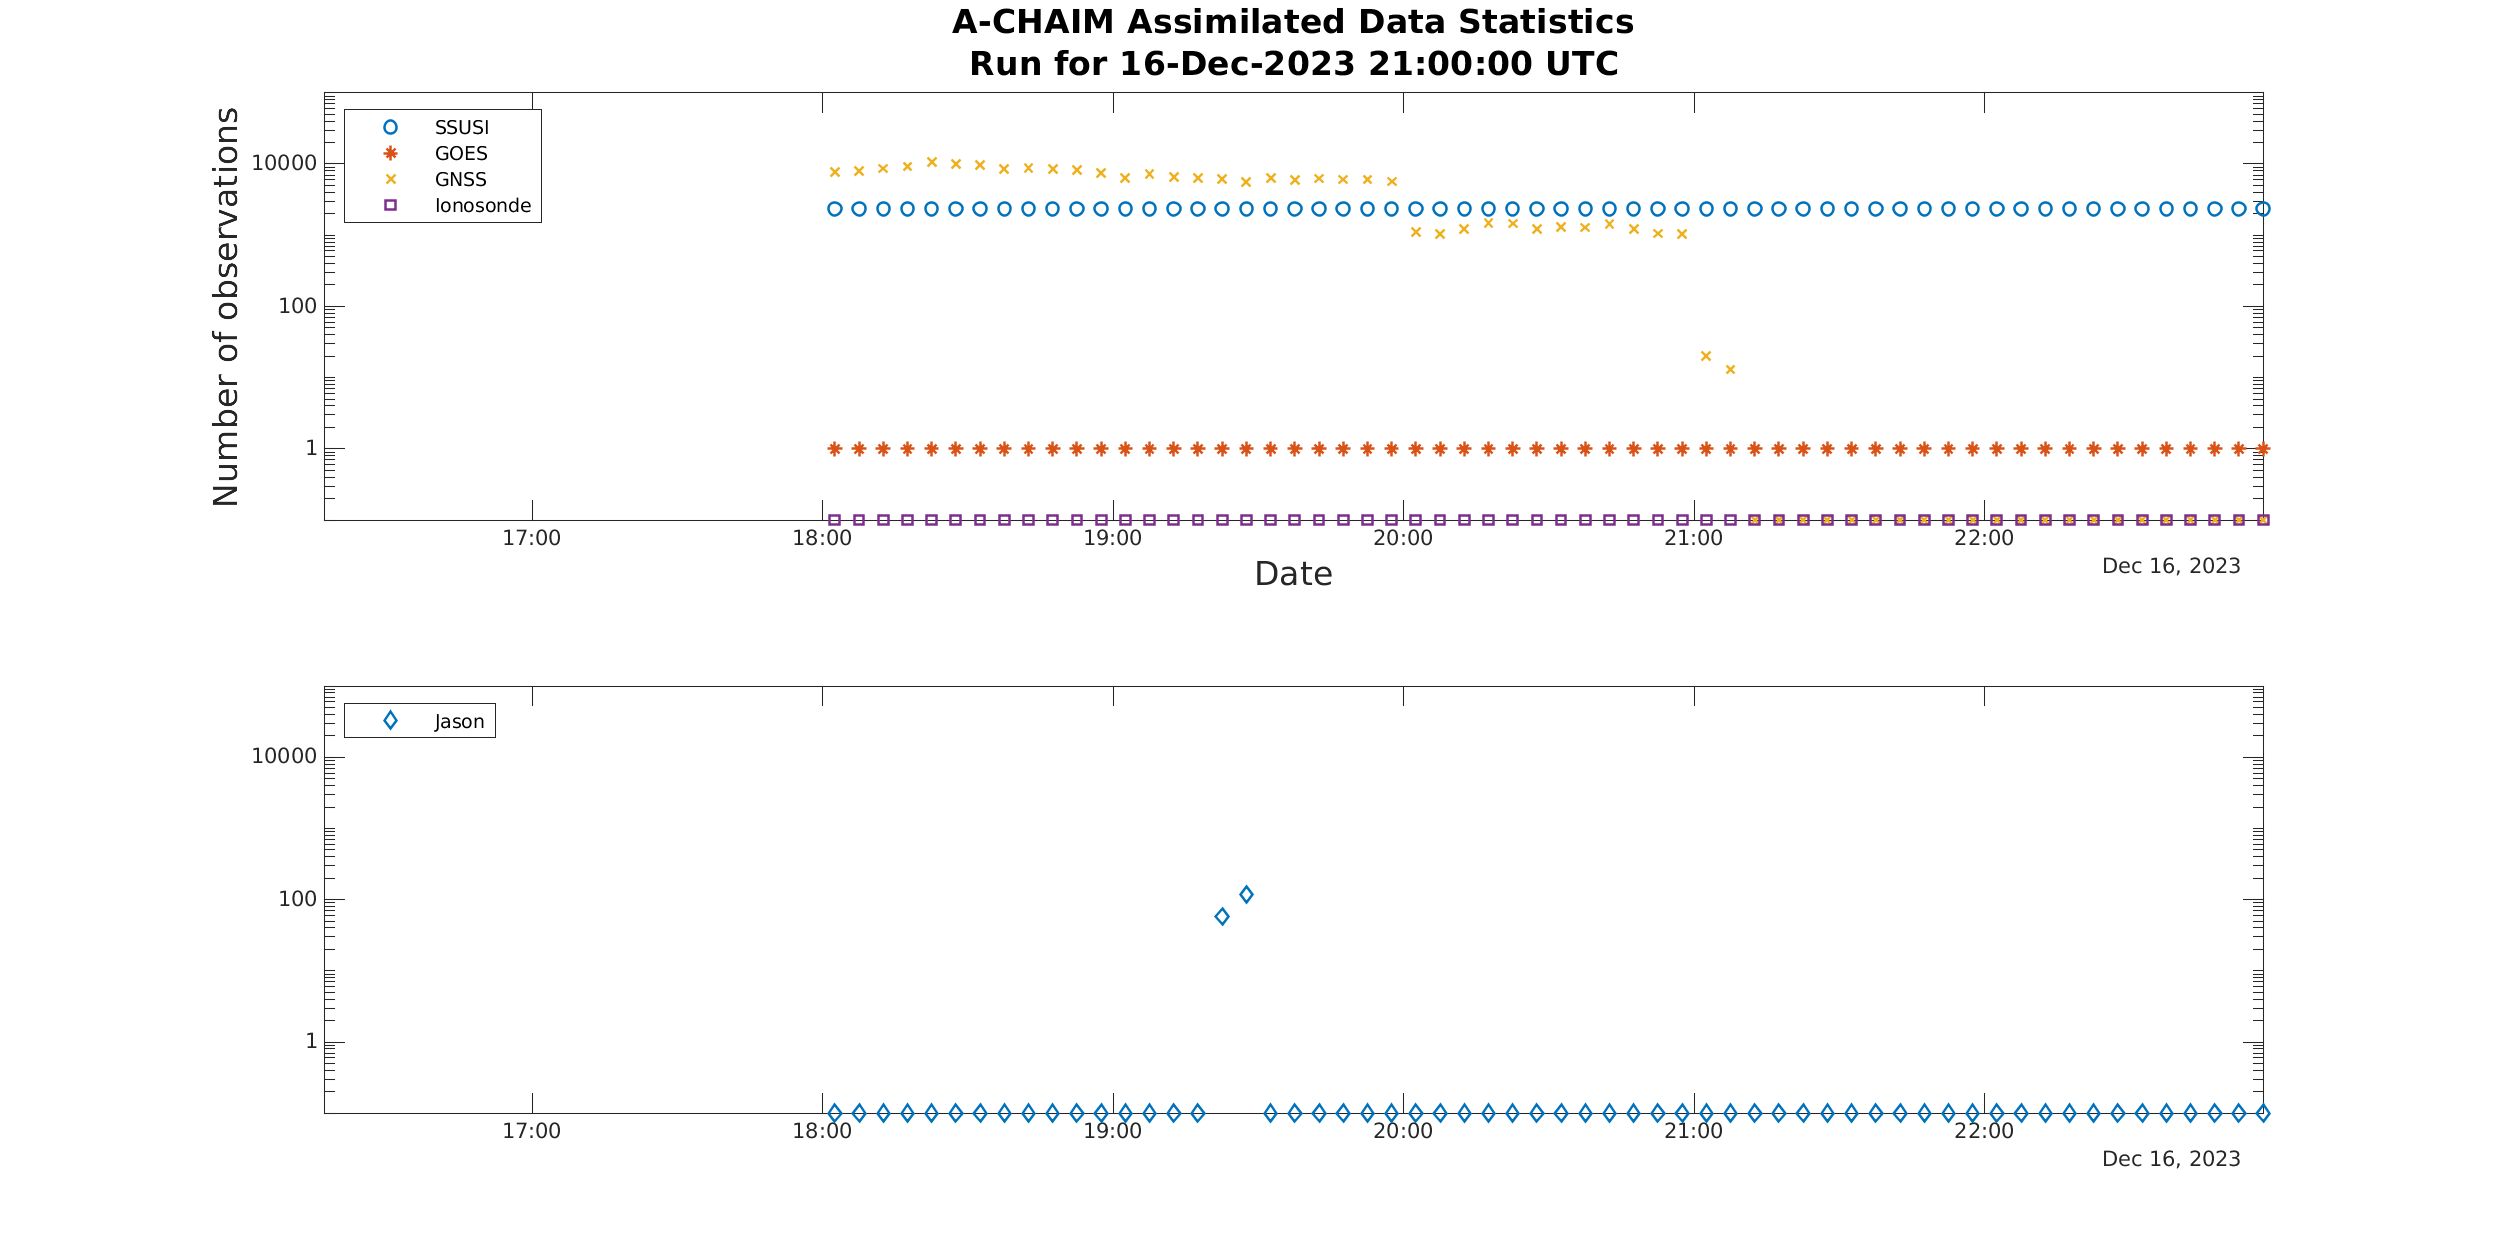 A-CHAIM Assimilated Data Statistics
Run for 16-Dec-2023 21:00:00 UTC
Number of observations
10000
100
1
SSUSI
GOES
GNSS
Ionosonde
17:00 18:00 19:00 20:00 21:00 22:00
Dec 16, 2023
Date
10000
100
1
Jason
17:00 18:00 19:00 20:00 21:00 22:00
Dec 16, 2023